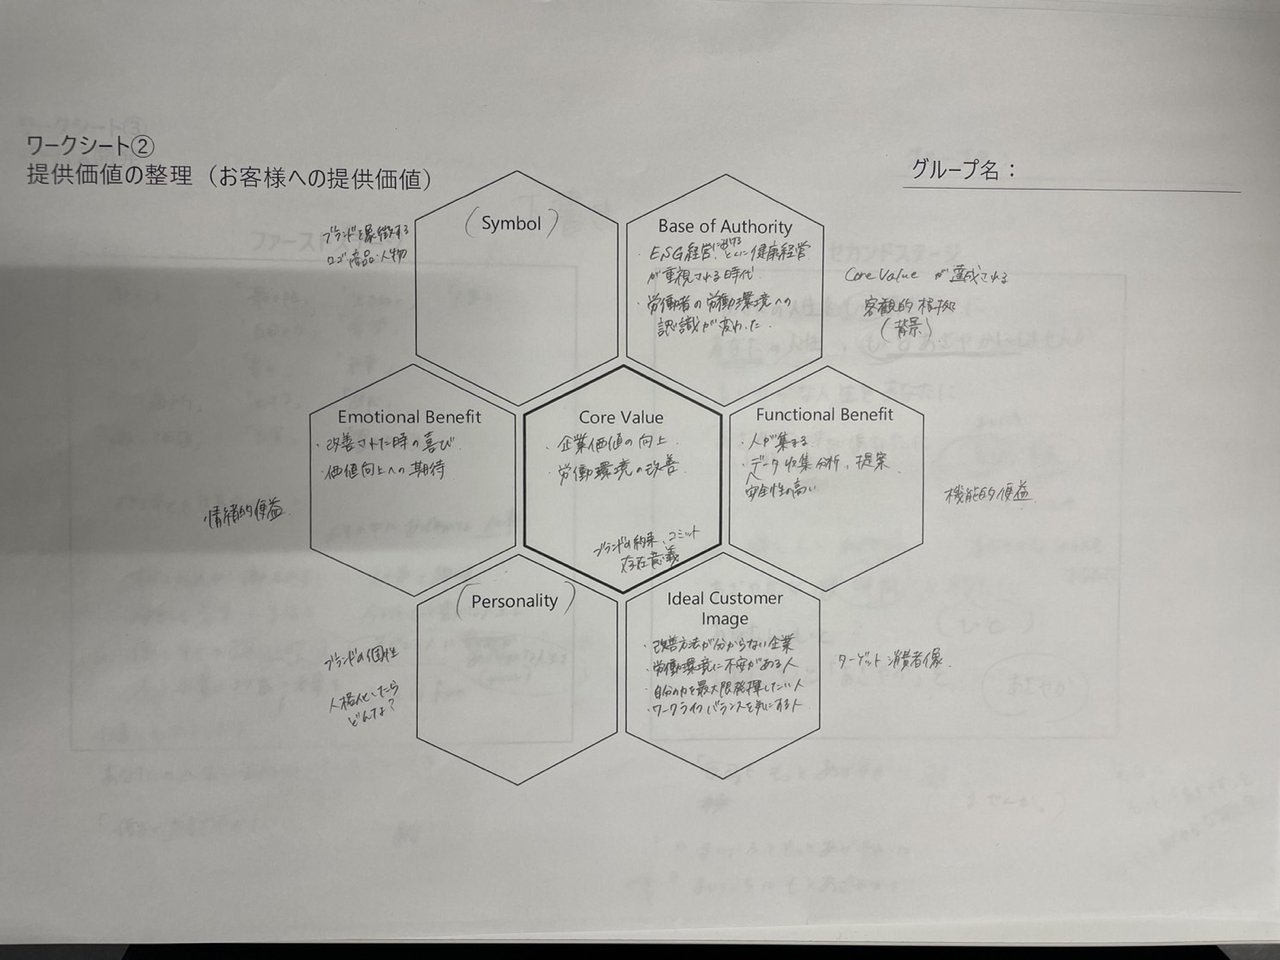 ワークシート②
提供価値の整理（お客様への提供価値）
グループ名：
(Symbol)
ブランドを象徴する
ロゴ・商品・人物
Base of Authority
・ESG経営における健康経営
が重視される時代
・労働者の労働環境への
認識が変わった.
Core Value が達成される
客観的根拠
(背景)
Emotional Benefit
・改善された時の喜び
・価値向上への期待
情緒的便益
Core Value
・企業価値の向上
・労働環境の改善
ブランドの約束、コミット
存在意義
Functional Benefit
・人が集まる
・データ収集分析、提案
安全性の高い
機能的便益
(Personality)
ブランドの個性
人格化したら
どんな？
Ideal Customer
Image
・改善方法が分からない企業
・労働環境に不安がある人
・自分の力を最大限発揮したい人
・ワークライフバランスを気にする人
ターゲット消費者像